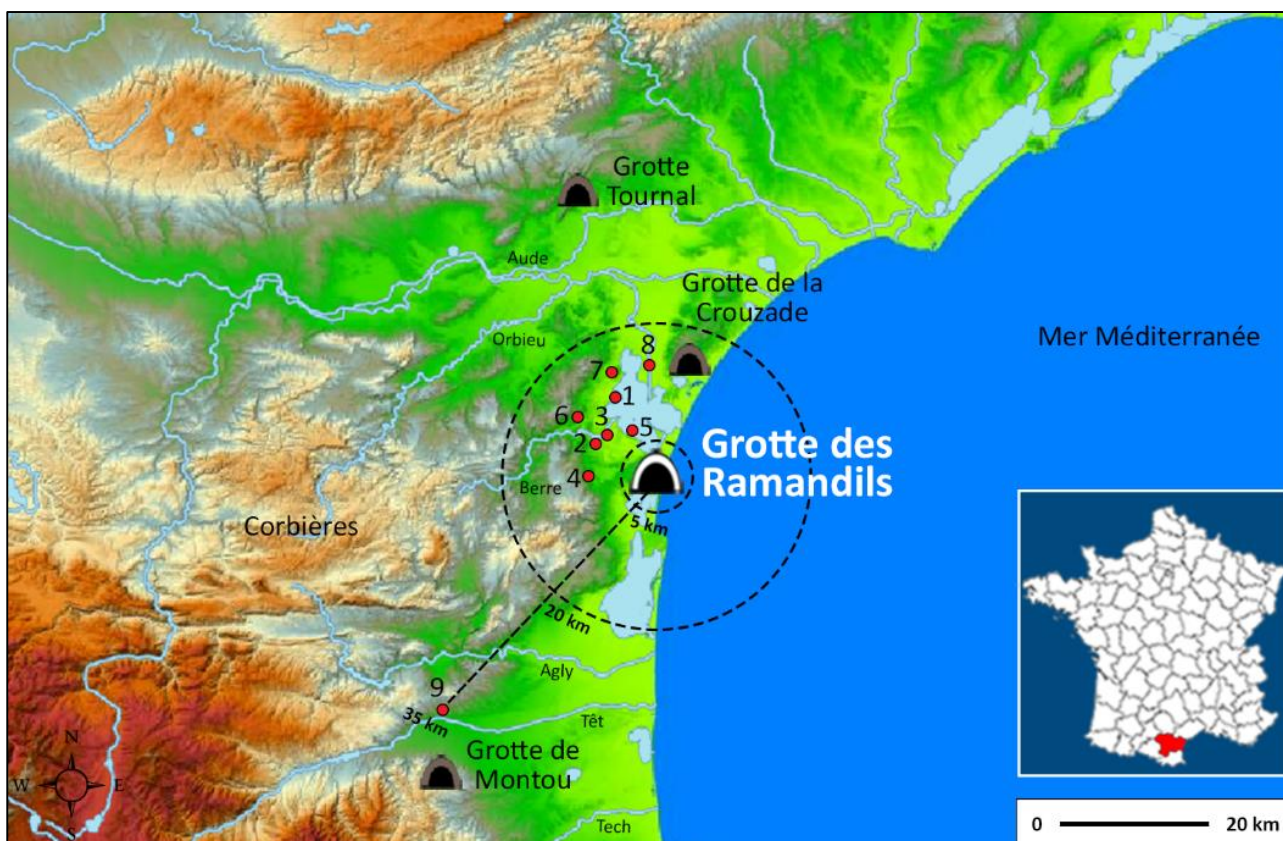 Grotte
Tournal
Aude
Grotte de la
Crouzade
Orbieu
Mer Méditerranée
8
7
1
6
3
5
2
Grotte des
Ramandils
4
Berre
5 km
Corbières
20 km
Agly
9
35 km
Têt
N
Grotte de
Montou
W
E
S
Tech
0
20 km